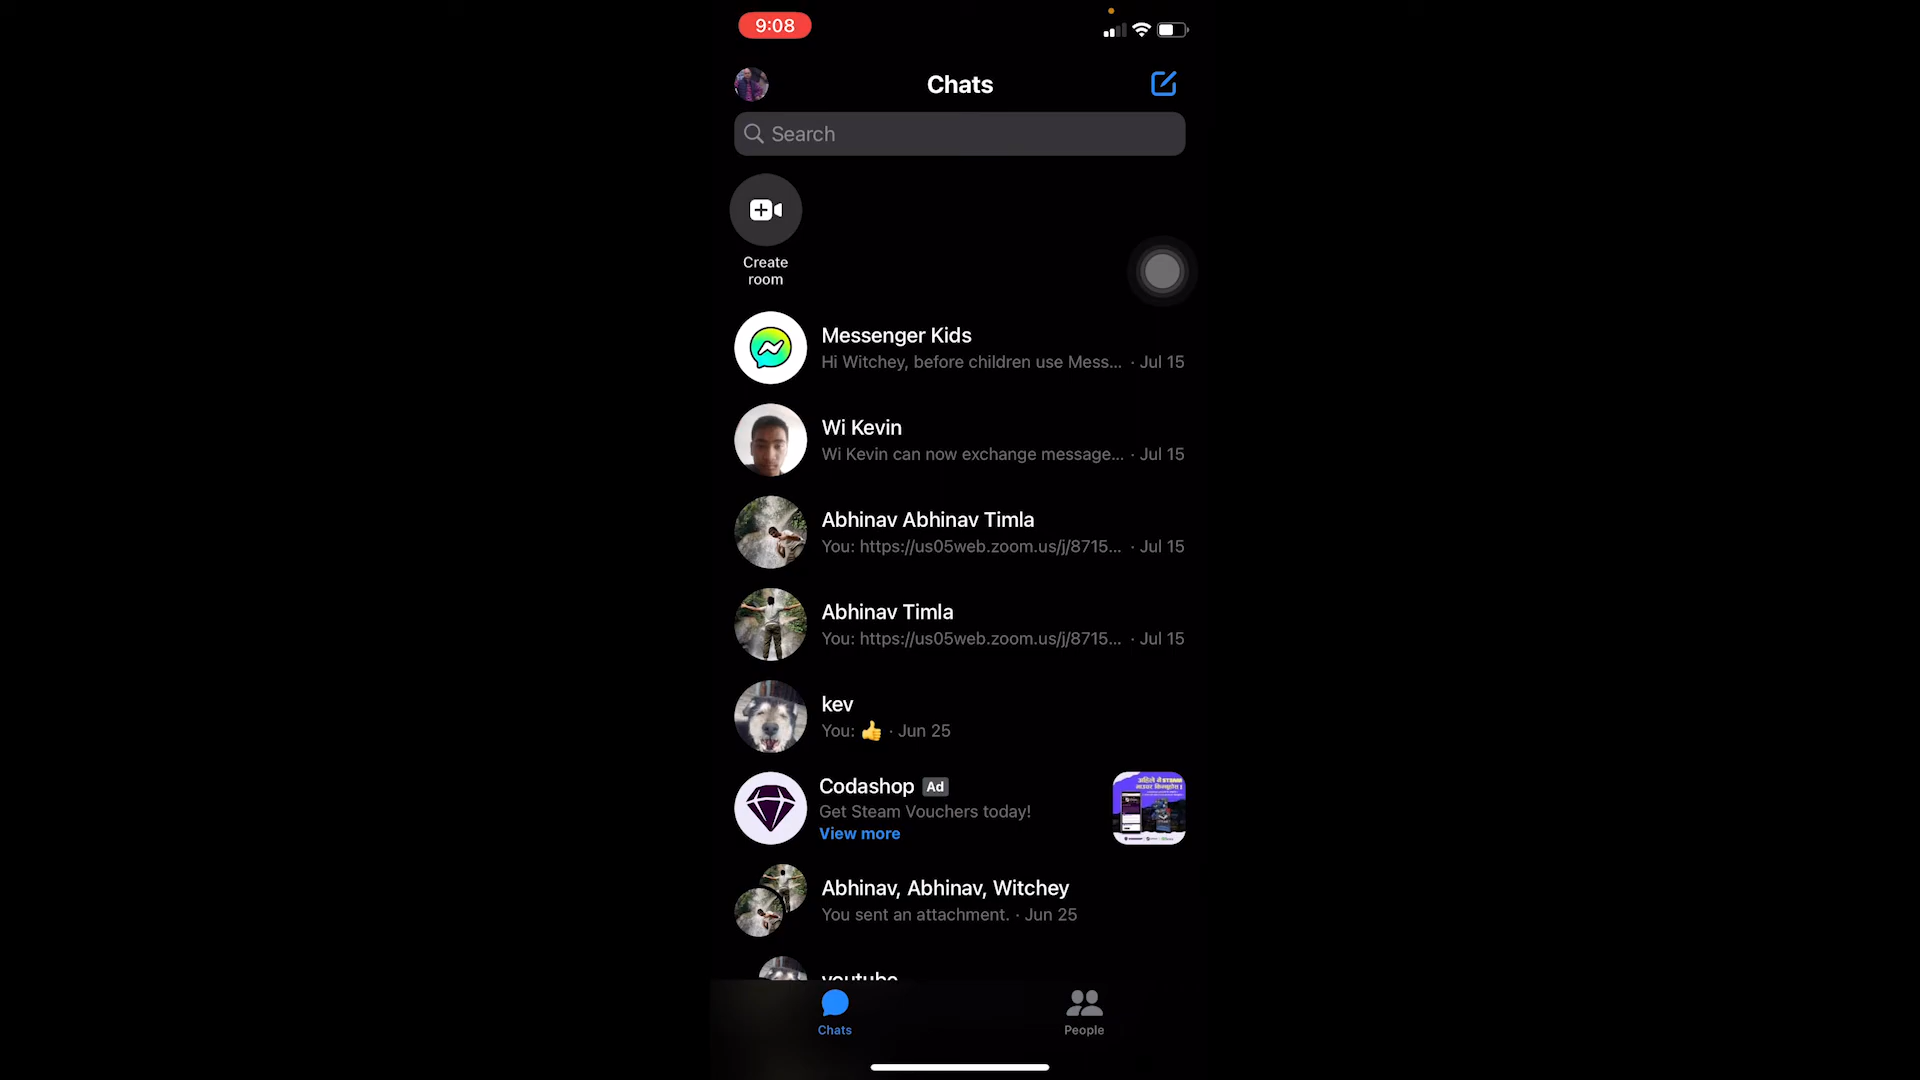 9:08
Chats
Search
Create
room
Messenger Kids
Hi Witchey, before children use Mess... · Jul 15
Wi Kevin
Wi Kevin can now exchange message... · Jul 15
Abhinav Abhinav Timla
You: https://us05web.zoom.us/j/8715... · Jul 15
Abhinav Timla
You: https://us05web.zoom.us/j/8715... · Jul 15
kev
You: 👍 · Jun 25
Codashop Ad
Get Steam Vouchers today!
View more
Abhinav, Abhinav, Witchey
You sent an attachment. · Jun 25
youtube
Chats
People